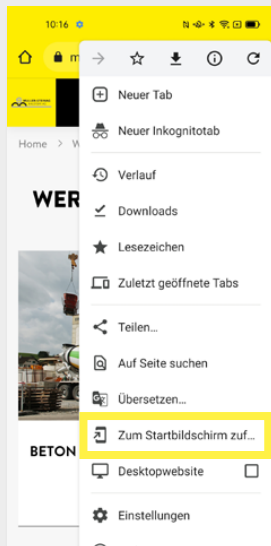 10:16
m
Neuer Tab
Neuer Inkognitotab
Home > W
Verlauf
WER
Downloads
Lesezeichen
Zuletzt geöffnete Tabs
Teilen...
Auf Seite suchen
Übersetzen...
Zum Startbildschirm zuf...
BETON
Desktopwebsite
Einstellungen